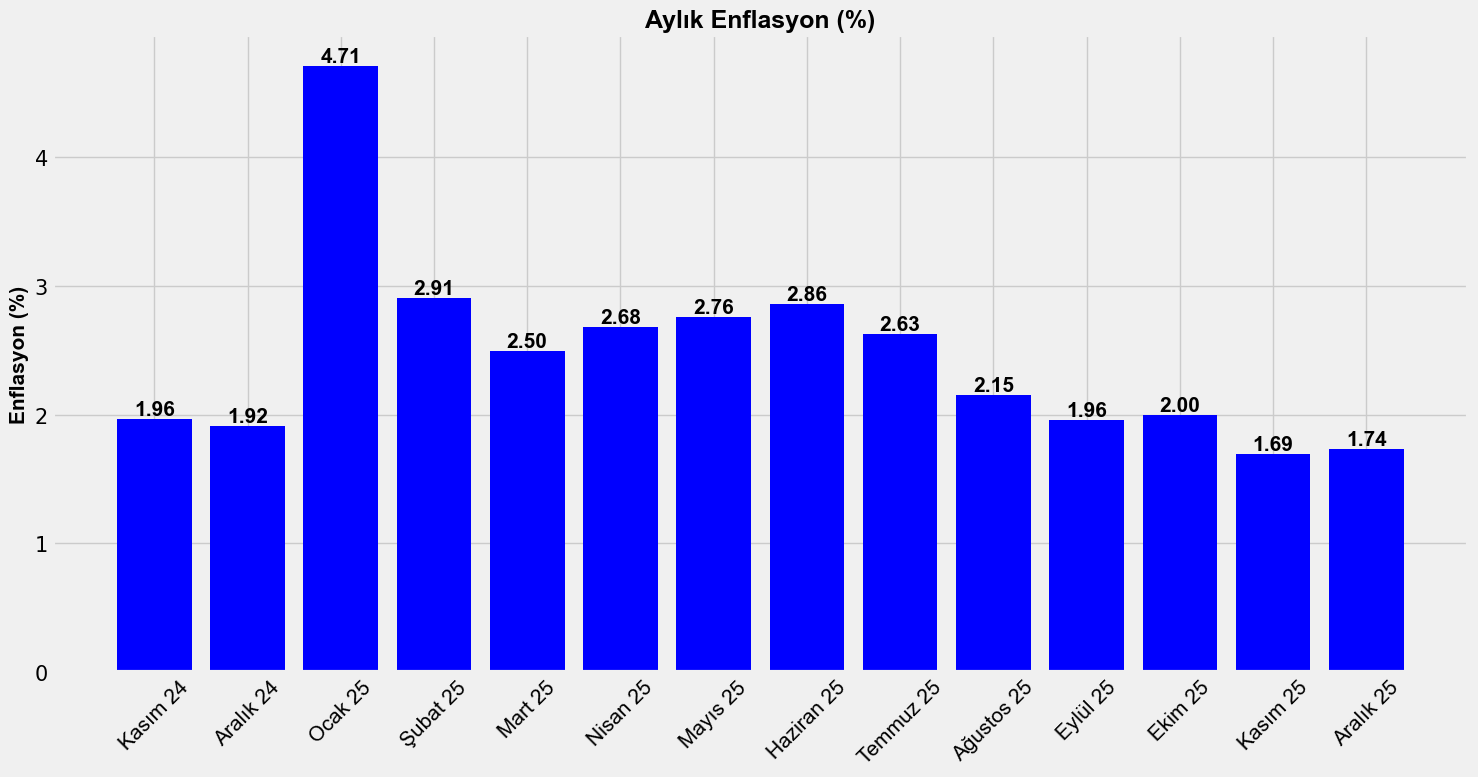 Aylık Enflasyon (%)
Enflasyon (%)
4
3
2
1
0
1.96
1.92
4.71
2.91
2.50
2.68
2.76
2.86
2.63
2.15
1.96
2.00
1.69
1.74
Kasım 24
Aralık 24
Ocak 25
Şubat 25
Mart 25
Nisan 25
Mayıs 25
Haziran 25
Temmuz 25
Ağustos 25
Eylül 25
Ekim 25
Kasım 25
Aralık 25